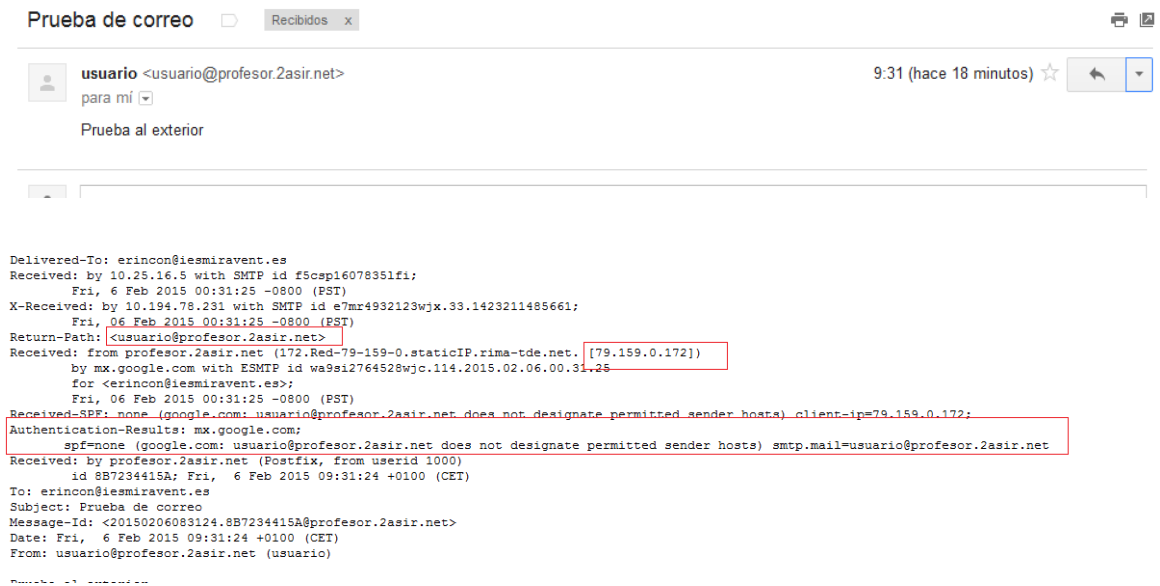 Prueba de correo
Recibidos x
usuario <usuario@profesor.2asir.net>
9:31 (hace 18 minutos)
para mí
Prueba al exterior
Delivered-To: erincon@iesmiravent.es
Received: by 10.25.16.5 with SMTP id f5csp1607835lfi;
Fri, 6 Feb 2015 00:31:25 -0800 (PST)
X-Received: by 10.194.78.231 with SMTP id e7mr4932123wjx.33.1423211485661;
Fri, 06 Feb 2015 00:31:25 -0800 (PST)
Return-Path: <usuario@profesor.2asir.net>
Received: from profesor.2asir.net (172.Red-79-159-0.staticIP.rima-tde.net. [79.159.0.172])
by mx.google.com with ESMTP id wa9si2764528wjc.114.2015.02.06.00.31.25
for <erincon@iesmiravent.es>;
Fri, 06 Feb 2015 00:31:25 -0800 (PST)
Received-SPF: none (google.com: usuario@profesor.2asir.net does not designate permitted sender hosts) client-ip=79.159.0.172;
Authentication-Results: mx.google.com;
spf=none (google.com: usuario@profesor.2asir.net does not designate permitted sender hosts) smtp.mail=usuario@profesor.2asir.net
Received: by profesor.2asir.net (Postfix, from userid 1000)
id 8B7234415A; Fri, 6 Feb 2015 09:31:24 +0100 (CET)
To: erincon@iesmiravent.es
Subject: Prueba de correo
Message-Id: <20150206083124.8B7234415A@profesor.2asir.net>
Date: Fri, 6 Feb 2015 09:31:24 +0100 (CET)
From: usuario@profesor.2asir.net (usuario)
Prueba al exterior